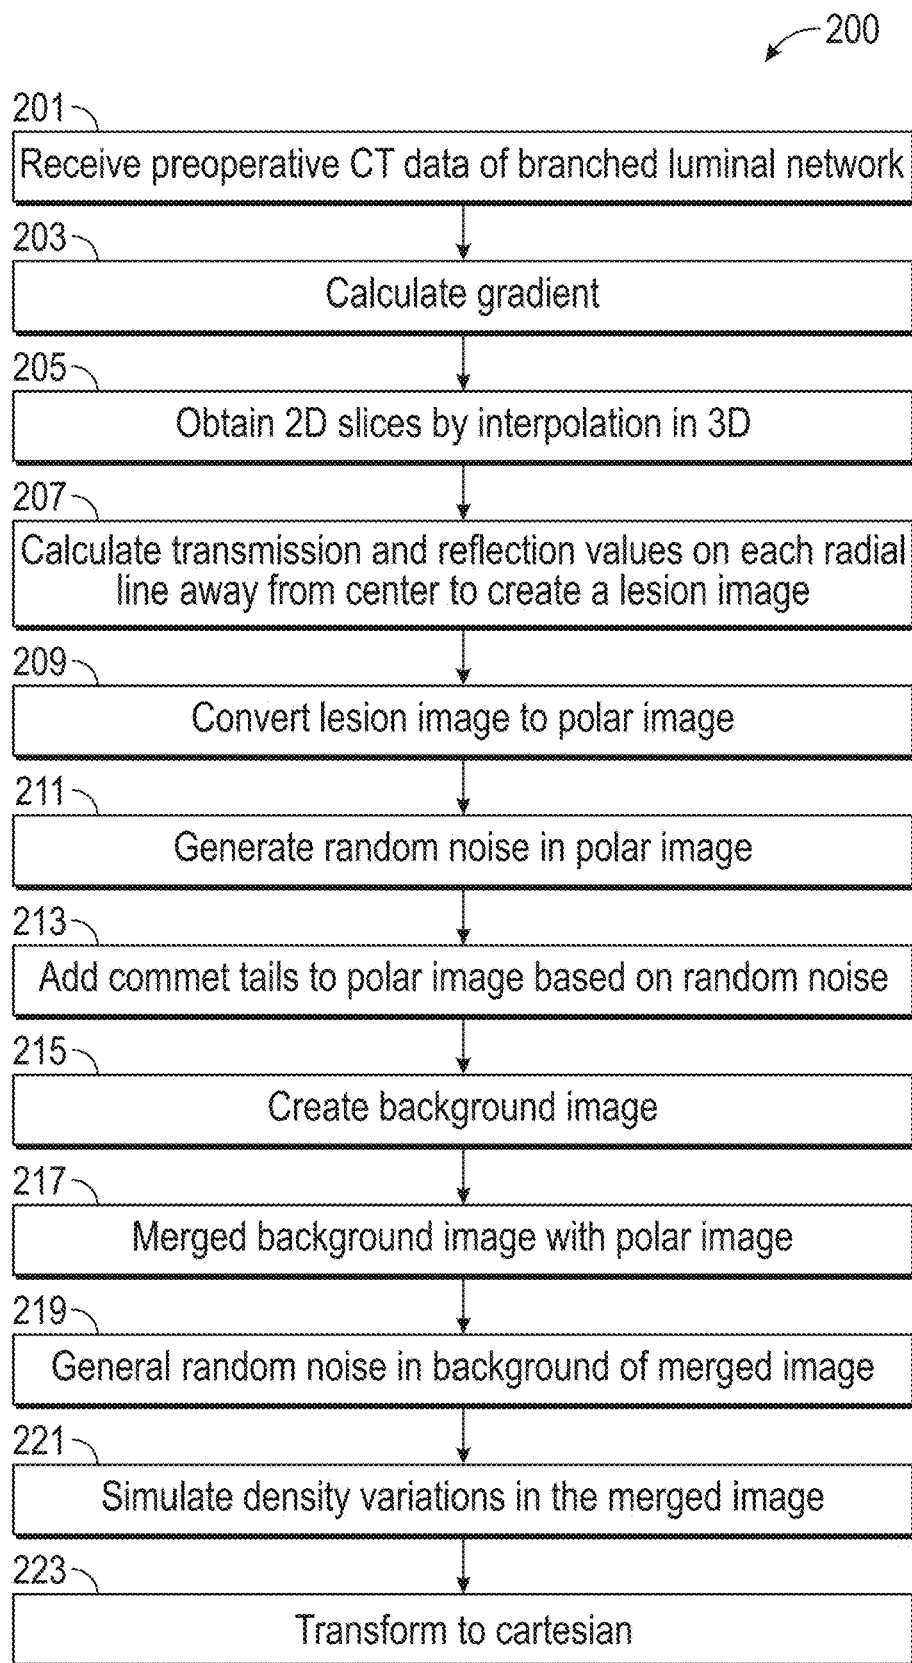 200
201
Receive preoperative CT data of branched luminal network
203
Calculate gradient
205
Obtain 2D slices by interpolation in 3D
207
Calculate transmission and reflection values on each radial
line away from center to create a lesion image
209
Convert lesion image to polar image
211
Generate random noise in polar image
213
Add commet tails to polar image based on random noise
215
Create background image
217
Merged background image with polar image
219
General random noise in background of merged image
221
Simulate density variations in the merged image
223
Transform to cartesian